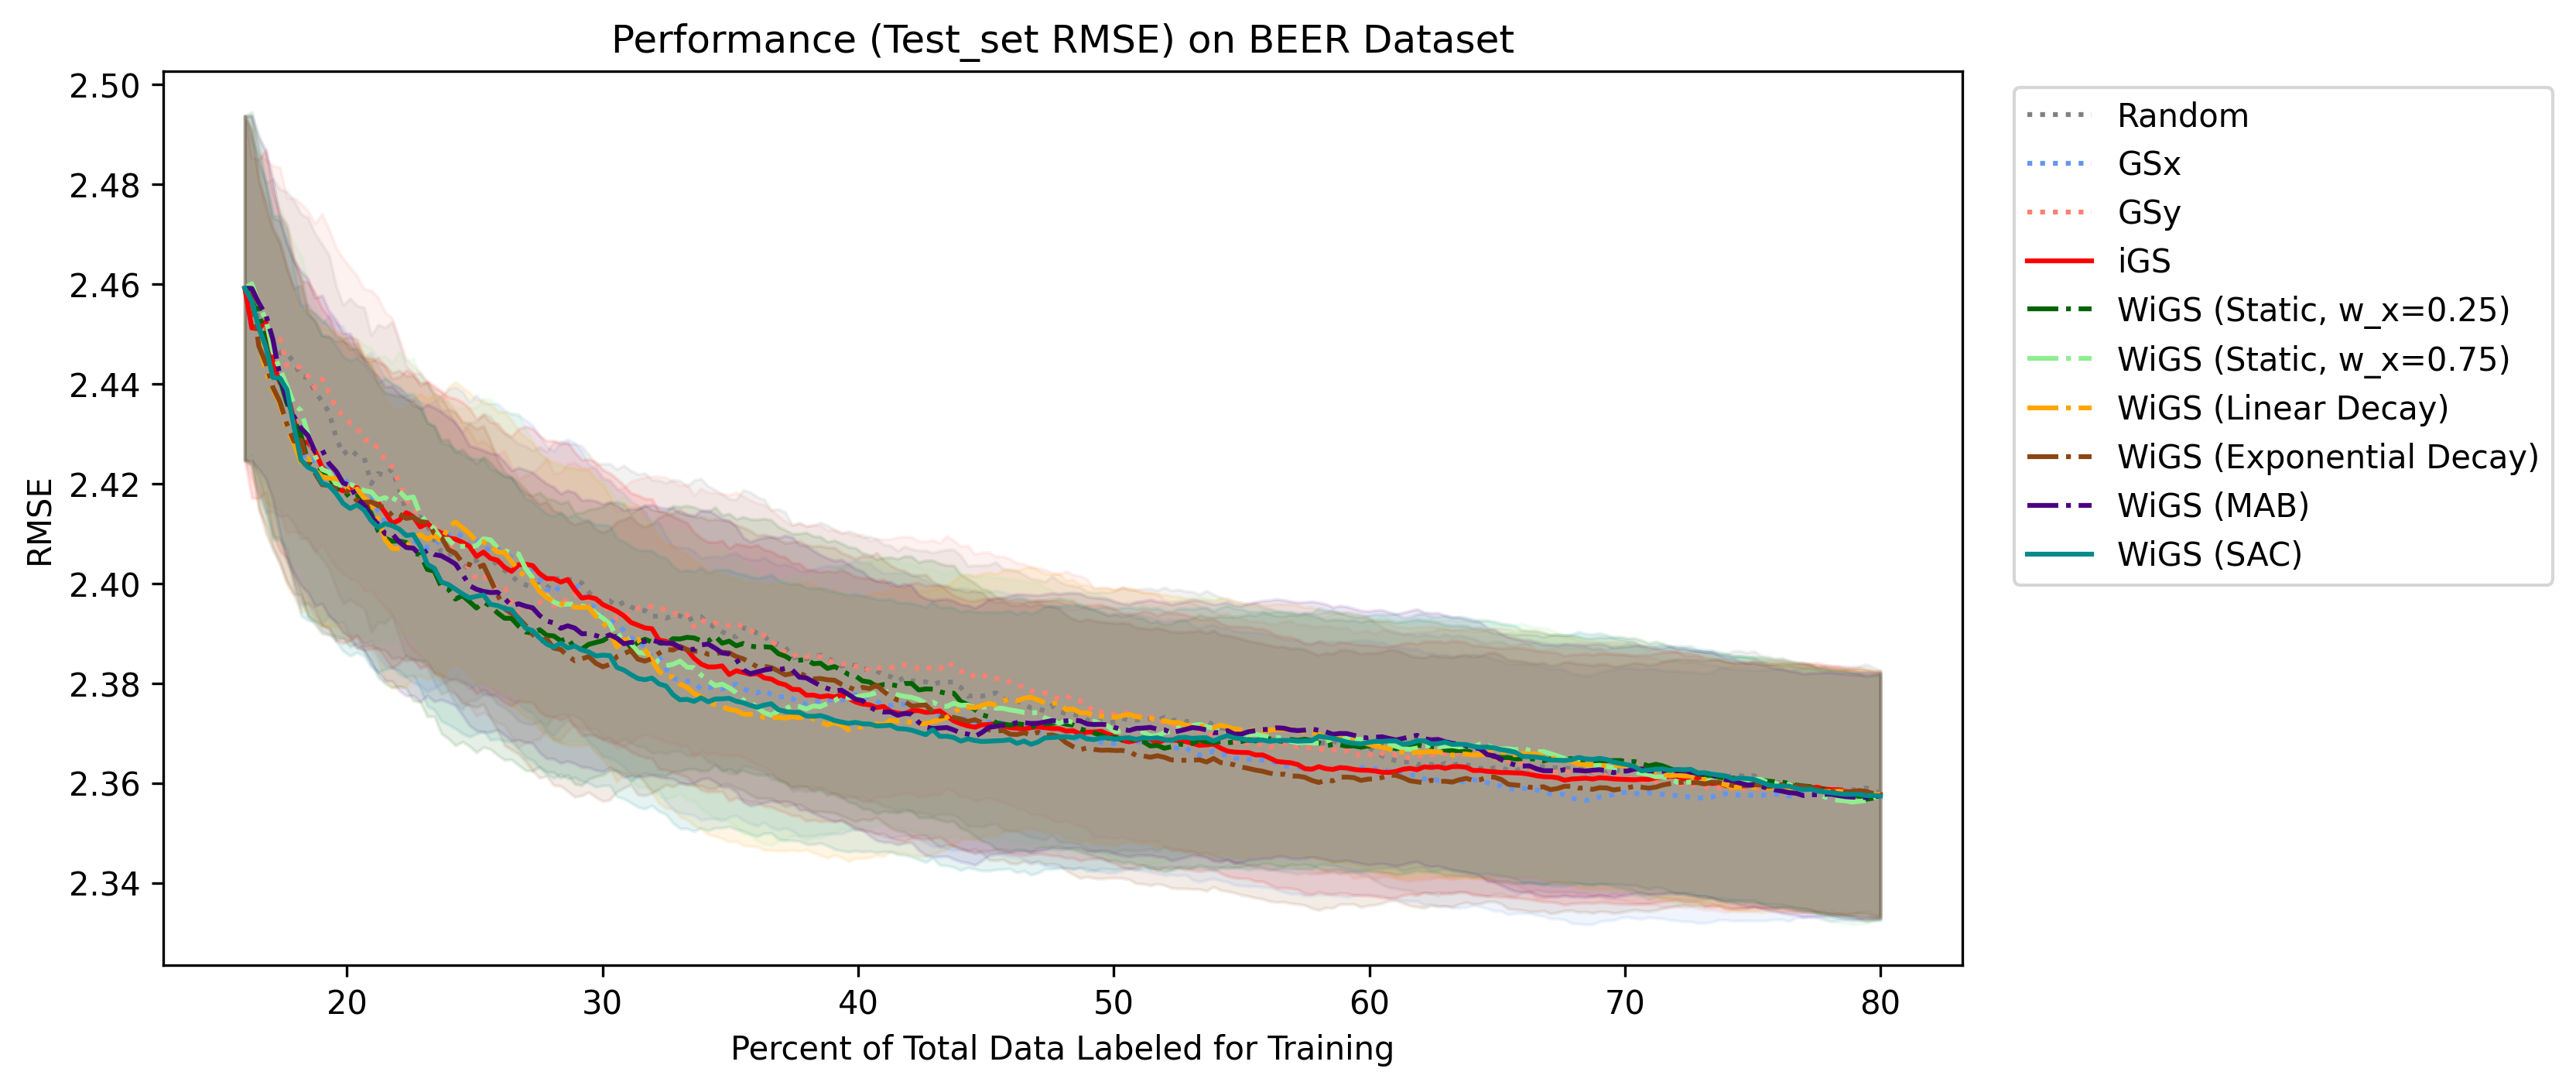 Performance (Test_set RMSE) on BEER Dataset
2.50
2.48
2.46
2.44
2.42
2.40
2.38
2.36
2.34
RMSE
20 30 40 50 60 70 80
Percent of Total Data Labeled for Training
Random
GSx
GSy
iGS
WiGS (Static, w_x=0.25)
WiGS (Static, w_x=0.75)
WiGS (Linear Decay)
WiGS (Exponential Decay)
WiGS (MAB)
WiGS (SAC)